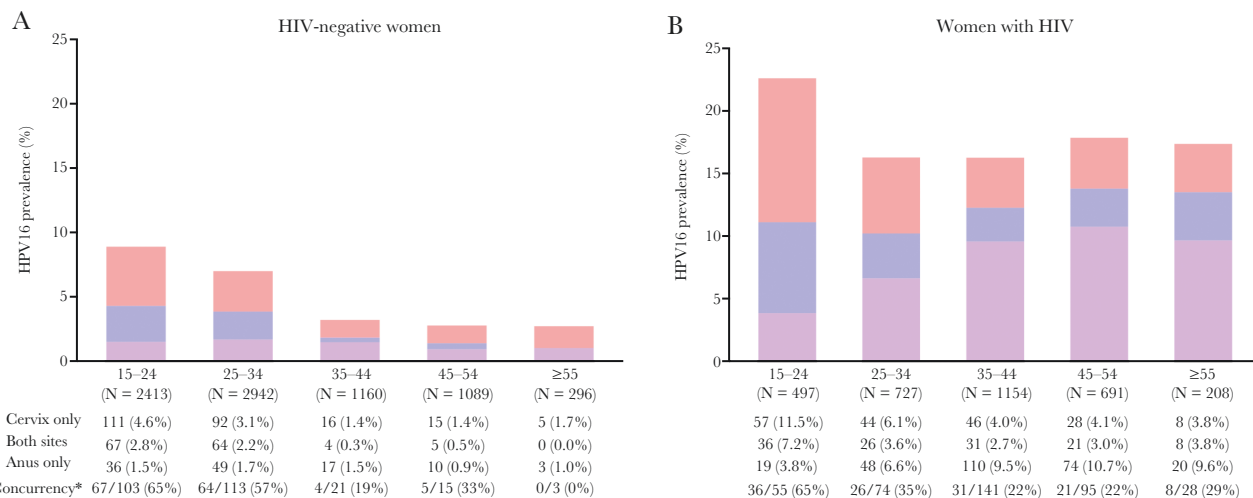 A
HIV-negative women
HPV16 prevalence (%)
25
20
15
10
5
0
15–24 25–34 35–44 45–54 ≥55
(N = 2413) (N = 2942) (N = 1160) (N = 1089) (N = 296)
Cervix only 111 (4.6%) 92 (3.1%) 16 (1.4%) 15 (1.4%) 5 (1.7%)
Both sites 67 (2.8%) 64 (2.2%) 4 (0.3%) 5 (0.5%) 0 (0.0%)
Anus only 36 (1.5%) 49 (1.7%) 17 (1.5%) 10 (0.9%) 3 (1.0%)
Concurrency* 67/103 (65%) 64/113 (57%) 4/21 (19%) 5/15 (33%) 0/3 (0%)
B
Women with HIV
HPV16 prevalence (%)
25
20
15
10
5
0
15–24 25–34 35–44 45–54 ≥55
(N = 497) (N = 727) (N = 1154) (N = 691) (N = 208)
57 (11.5%) 44 (6.1%) 46 (4.0%) 28 (4.1%) 8 (3.8%)
36 (7.2%) 26 (3.6%) 31 (2.7%) 21 (3.0%) 8 (3.8%)
19 (3.8%) 48 (6.6%) 110 (9.5%) 74 (10.7%) 20 (9.6%)
36/55 (65%) 26/74 (35%) 31/141 (22%) 21/95 (22%) 8/28 (29%)